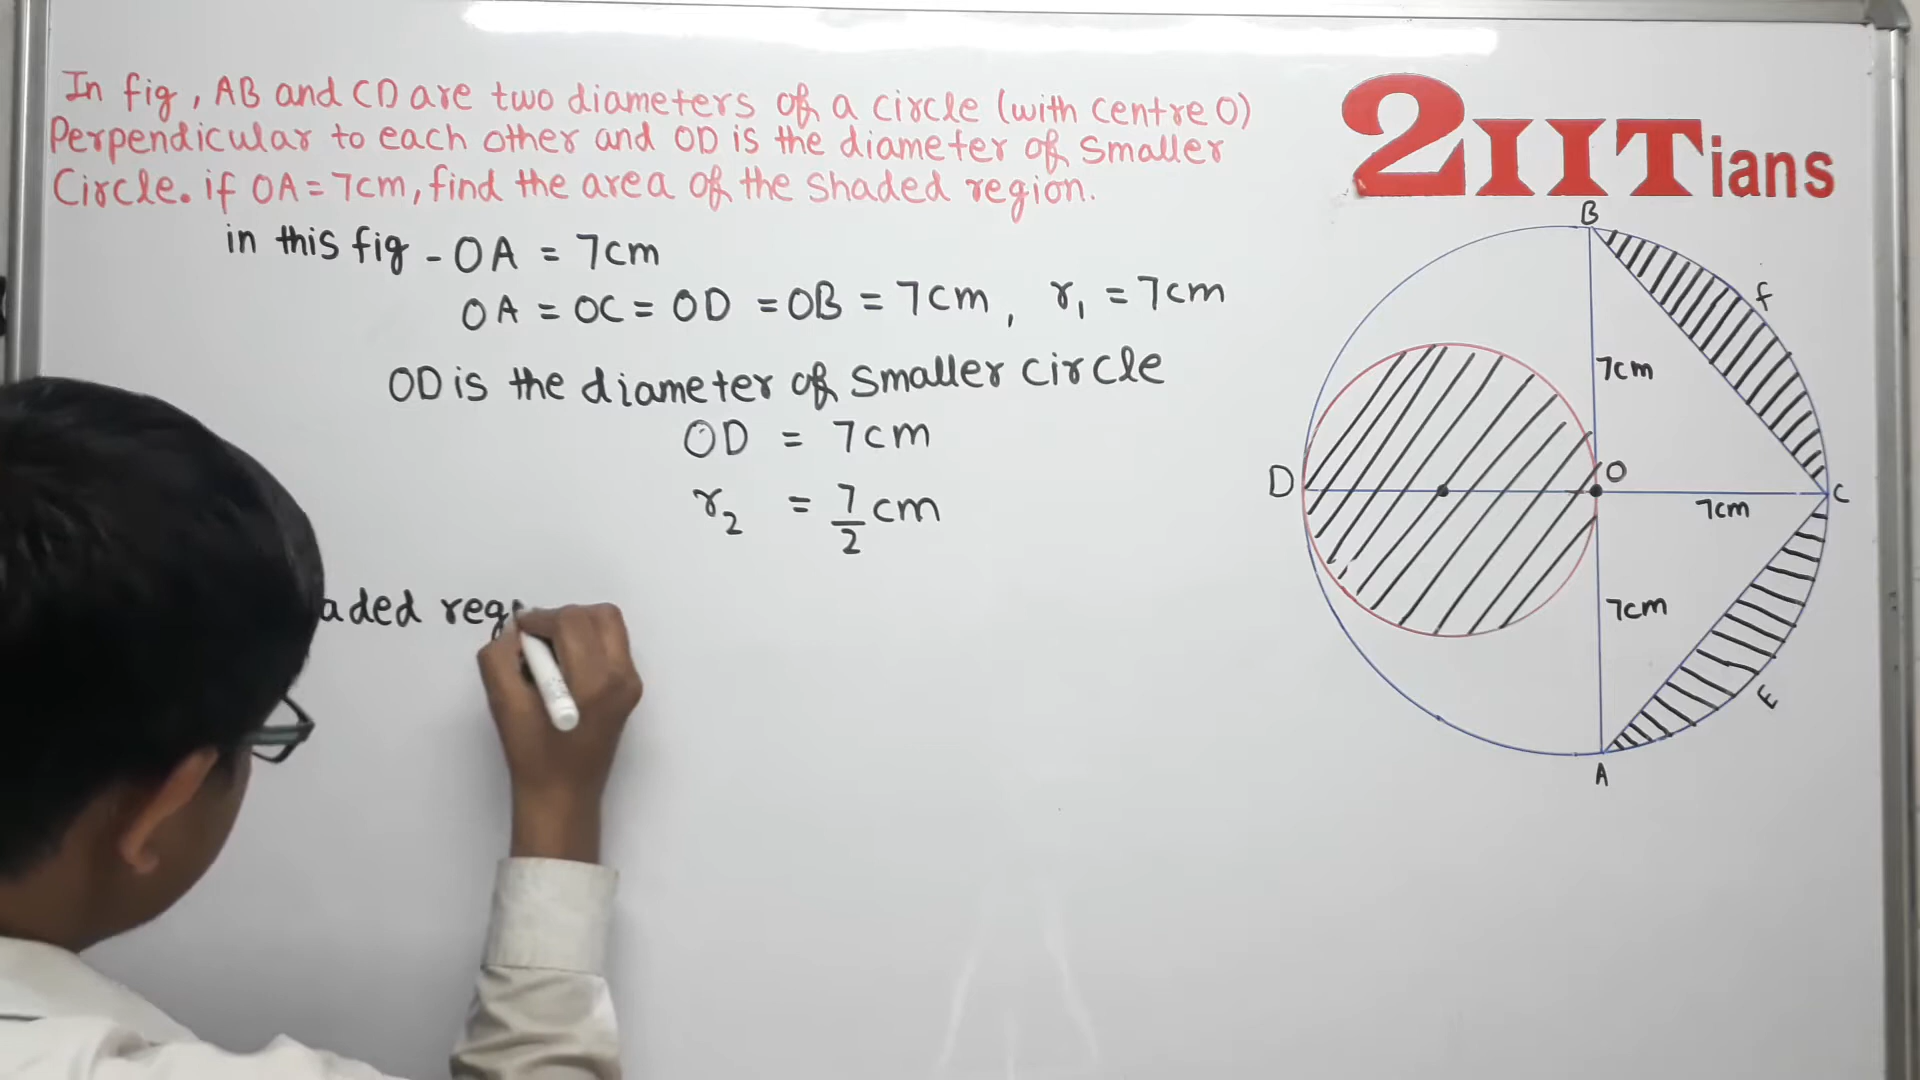 In fig, AB and CD are two diameters of a circle (with centre O)
Perpendicular to each other and OD is the diameter of smaller
Circle. if OA = 7cm, find the area of the shaded region.
2IITians
in this fig - OA = 7cm
OA = OC = OD = OB = 7cm, r₁ = 7cm
OD is the diameter of smaller circle
OD = 7cm
r₂ = 7/2 cm
aded reg
B
f
7cm
D
O
C
7cm
7cm
E
A